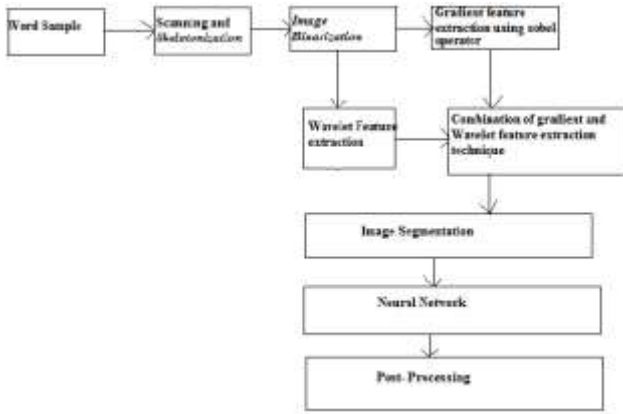 Word Sample
Scanning and
Skeletonization
Image
Binarization
Gradient feature
extraction using sobel
operator
Wavelet Feature
extraction
Combination of gradient and
Wavelet feature extraction
technique
Image Segmentation
Neural Network
Post- Processing